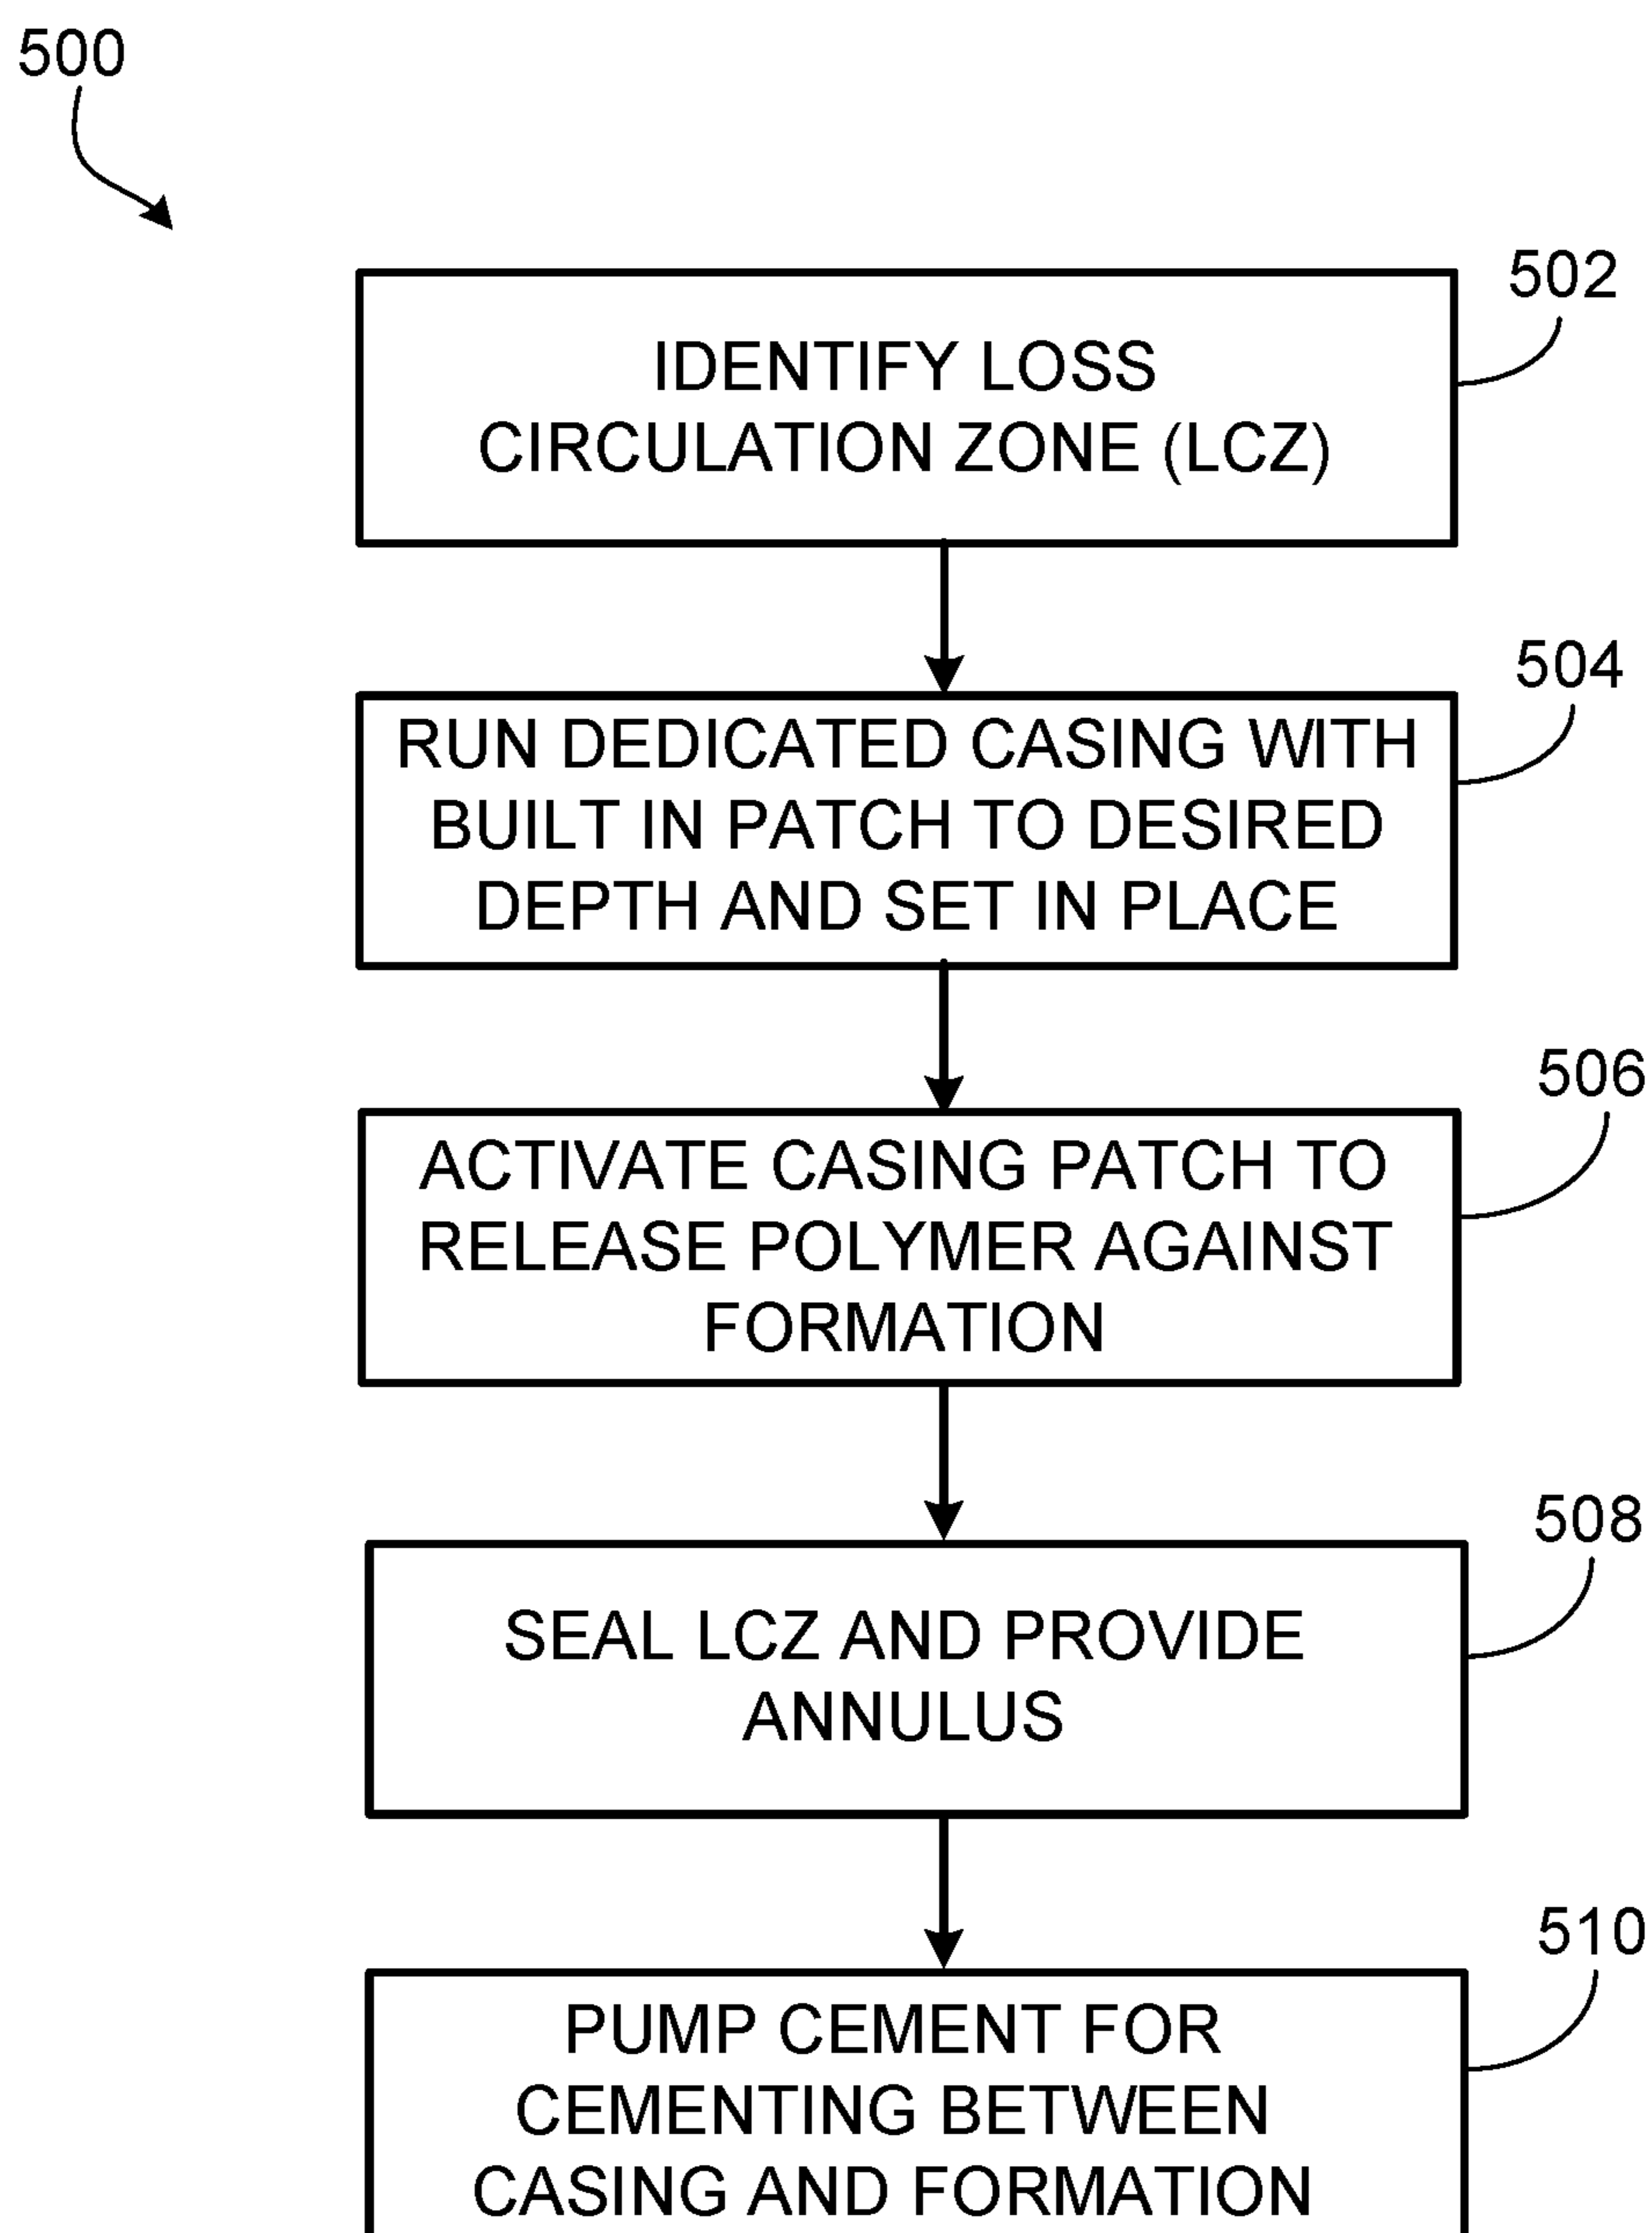 500
502
IDENTIFY LOSS
CIRCULATION ZONE (LCZ)
504
RUN DEDICATED CASING WITH
BUILT IN PATCH TO DESIRED
DEPTH AND SET IN PLACE
506
ACTIVATE CASING PATCH TO
RELEASE POLYMER AGAINST
FORMATION
508
SEAL LCZ AND PROVIDE
ANNULUS
510
PUMP CEMENT FOR
CEMENTING BETWEEN
CASING AND FORMATION